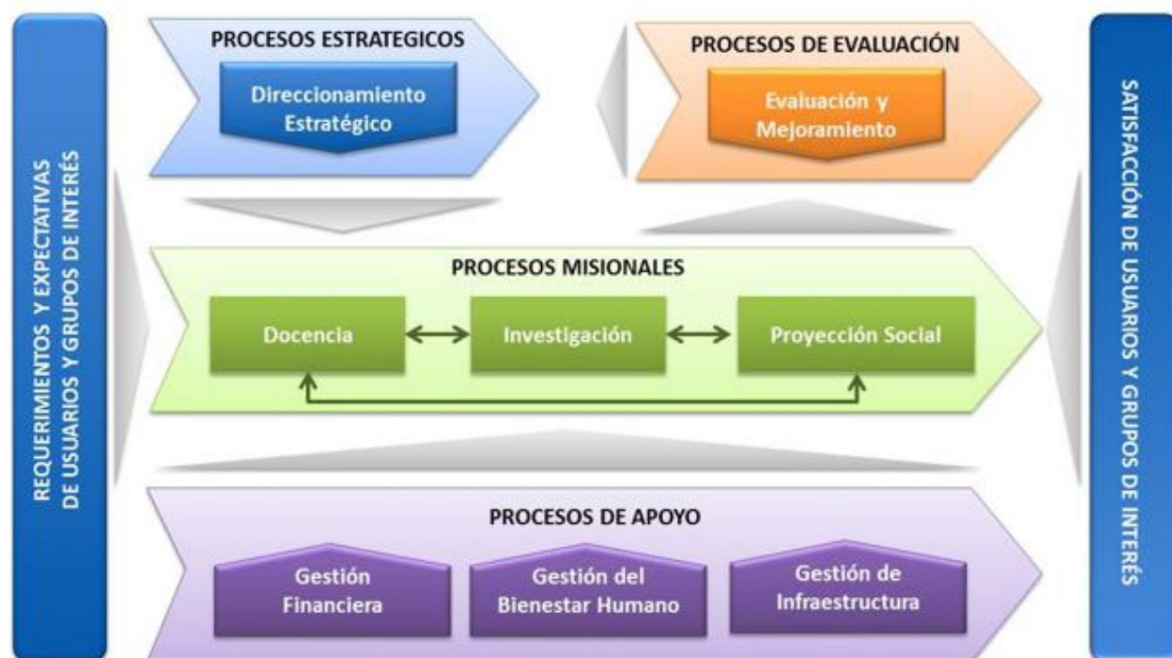 REQUERIMIENTOS Y EXPECTATIVAS
DE USUARIOS Y GRUPOS DE INTERÉS
PROCESOS ESTRATEGICOS
Direccionamiento
Estratégico
PROCESOS DE EVALUACIÓN
Evaluación y
Mejoramiento
PROCESOS MISIONALES
Docencia
Investigación
Proyección Social
PROCESOS DE APOYO
Gestión
Financiera
Gestión del
Bienestar Humano
Gestión de
Infraestructura
SATISFACCIÓN DE USUARIOS Y GRUPOS DE INTERÉS